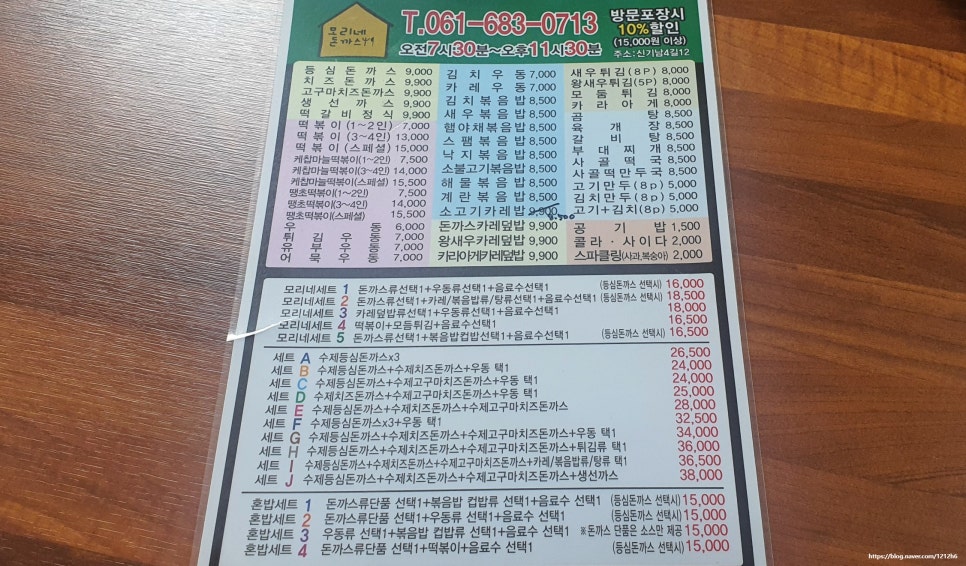 모리네
돈까스㈜
T.061-683-0713
오전7시30분~오후11시30분
방문포장시
10%할인
(15,000원 이상)
주소:신기남4길12
등심돈까스 9,000
치즈돈까스 9,900
고구마치즈돈까스 9,900
생선까스 9,900
떡갈비정식 9,900
떡볶이(1~2인) 7,000
떡볶이(3~4인) 13,000
떡볶이(스페셜) 15,000
케찹마늘떡볶이(1~2인) 7,500
케찹마늘떡볶이(3~4인) 14,000
케찹마늘떡볶이(스페셜) 15,500
땡초떡볶이(1~2인) 7,500
땡초떡볶이(3~4인) 14,000
땡초떡볶이(스페셜) 15,500
우동 6,000
튀김우동 7,000
유부우동 7,000
어묵우동 7,000
김치우동 7,000
카레우동 7,000
김치볶음밥 8,500
새우볶음밥 8,500
햄야채볶음밥 8,500
스팸볶음밥 8,500
낙지볶음밥 8,500
소불고기볶음밥 8,500
해물볶음밥 8,500
계란볶음밥 8,500
소고기카레밥 9,900
8,500
돈까스카레덮밥 9,900
왕새우카레덮밥 9,900
카라아게카레덮밥 9,900
새우튀김(8P) 8,000
왕새우튀김(5P) 8,000
모둠튀김 8,000
카라아게 8,000
곰탕 8,500
육개장 8,500
갈비탕 8,500
부대찌개 8,500
사골떡국 8,500
사골떡만두국 8,500
고기만두(8p) 5,000
김치만두(8p) 5,000
고기+김치(8p) 5,000
공기밥 1,500
콜라·사이다 2,000
스파클링(사과,복숭아) 2,000
모리네세트 1 돈까스류선택1+우동류선택1+음료수선택1 (등심돈까스 선택시) 16,000
모리네세트 2 돈까스류선택1+카레/볶음밥류/탕류선택1+음료수선택1 (등심돈까스 선택시) 18,500
모리네세트 3 카레덮밥류선택1+우동류선택1+음료수선택1 18,000
모리네세트 4 떡볶이+모듬튀김+음료수선택1 16,500
모리네세트 5 돈까스류선택1+볶음밥컵밥선택1+음료수선택1 (등심돈까스 선택시) 16,500
세트 A 수제등심돈까스x3 26,500
세트 B 수제등심돈까스+수제치즈돈까스+우동 택1 24,000
세트 C 수제등심돈까스+수제고구마치즈돈까스+우동 택1 24,000
세트 D 수제치즈돈까스+수제고구마치즈돈까스+우동 택1 25,000
세트 E 수제등심돈까스+수제치즈돈까스+수제고구마치즈돈까스 28,000
세트 F 수제등심돈까스x3+우동 택1 32,500
세트 G 수제등심돈까스+수제치즈돈까스+수제고구마치즈돈까스+우동 택1 34,000
세트 H 수제등심돈까스+수제치즈돈까스+수제고구마치즈돈까스+튀김류 택1 36,000
세트 I 수제등심돈까스+수제치즈돈까스+수제고구마치즈돈까스+카레/볶음밥류/탕류 택1 36,500
세트 J 수제등심돈까스+수제치즈돈까스+수제고구마치즈돈까스+생선까스 38,000
혼밥세트 1 돈까스류단품 선택1+볶음밥 컵밥류 선택1+음료수 선택1 (등심돈까스 선택시) 15,000
혼밥세트 2 돈까스류단품 선택1+우동류 선택1+음료수 선택1 (등심돈까스 선택시) 15,000
혼밥세트 3 우동류 선택1+볶음밥 컵밥류 선택1+음료수 선택1 ※돈까스 단품은 소스만 제공 15,000
혼밥세트 4 돈까스류단품 선택1+떡볶이+음료수 선택1 (등심돈까스 선택시) 15,000
https://blog.naver.com/1212h6